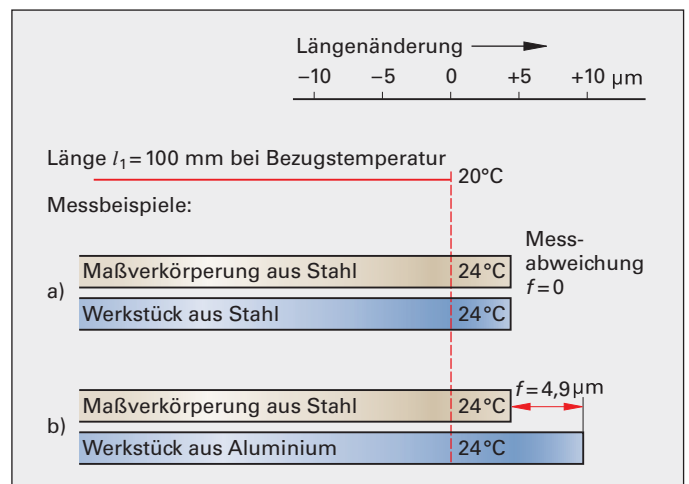 Längenänderung
–10 –5 0 +5 +10 µm
Länge l₁ = 100 mm bei Bezugstemperatur
20°C
Messbeispiele:
Mess-
abweichung
f = 0
a)
Maßverkörperung aus Stahl 24°C
Werkstück aus Stahl 24°C
f = 4,9 µm
b)
Maßverkörperung aus Stahl 24°C
Werkstück aus Aluminium 24°C